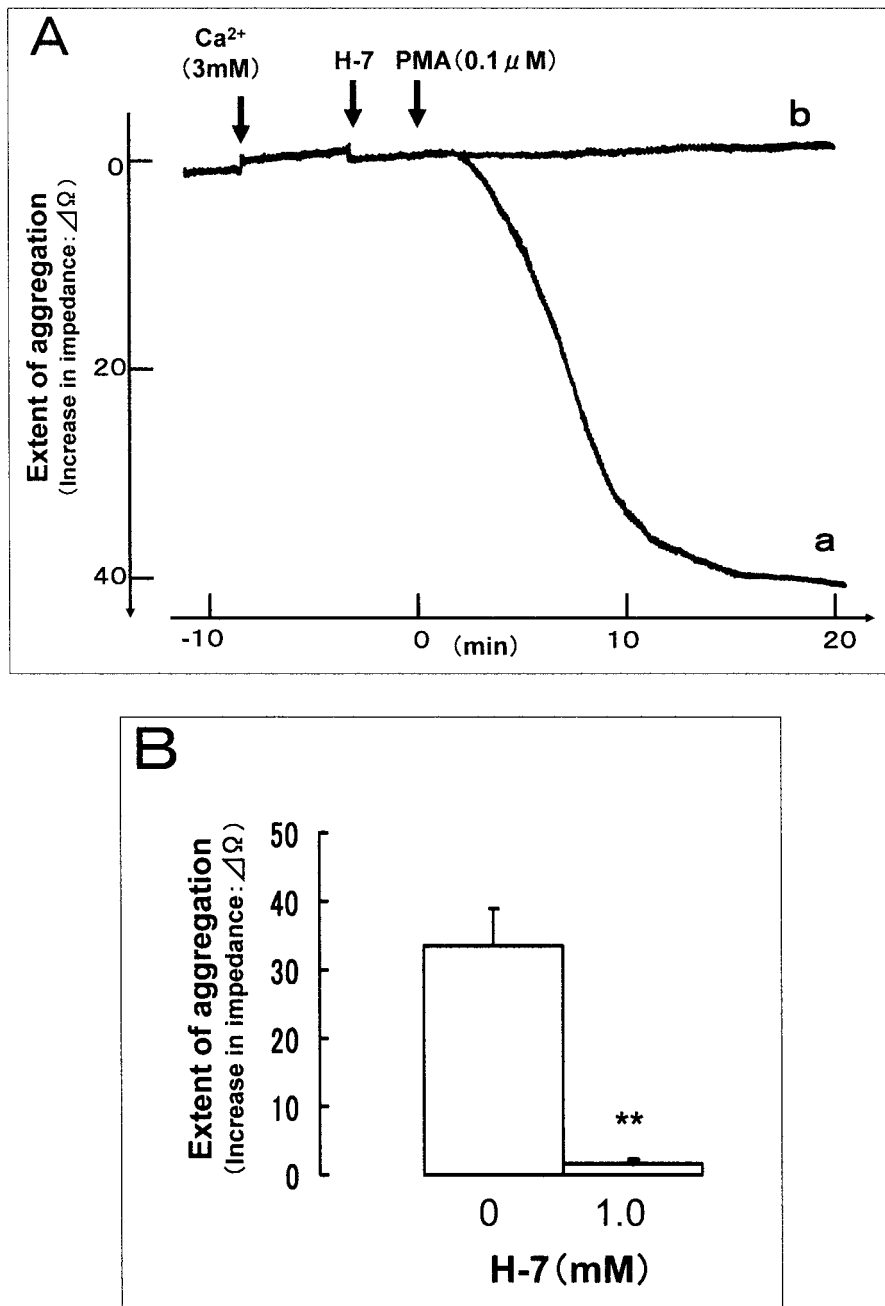 A
Ca²⁺
(3mM)
H-7
PMA(0.1 μM)
b
0
20
40
Extent of aggregation
(Increase in impedance: ⊿Ω)
a
-10
0
(min)
10
20
B
50
40
30
20
10
0
Extent of aggregation
(Increase in impedance: ⊿Ω)
**
0
1.0
H-7(mM)